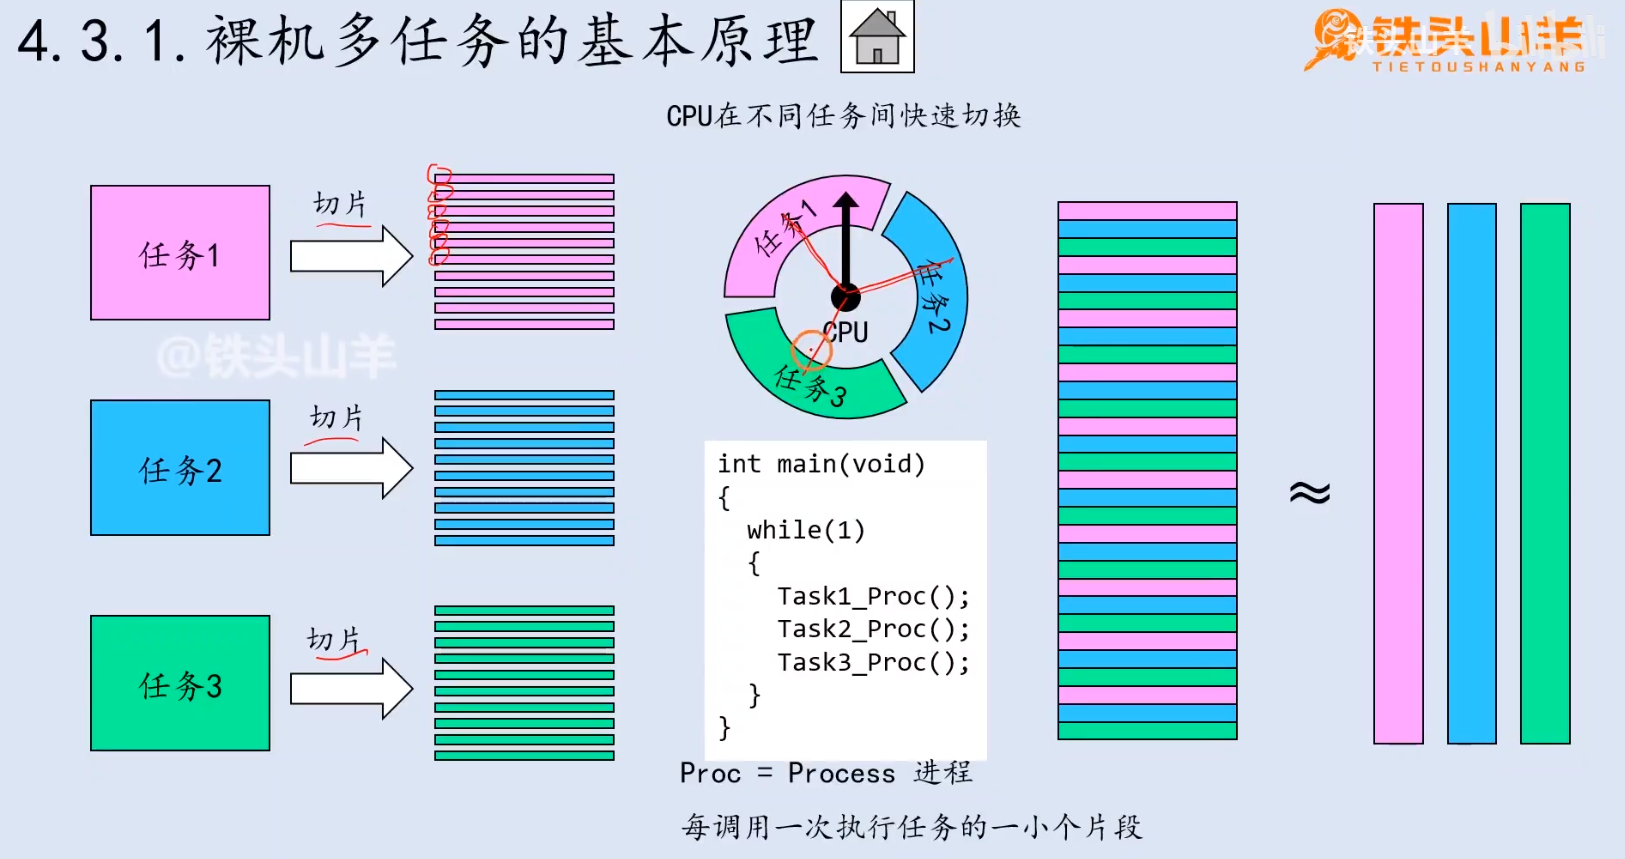 4.3.1.裸机多任务的基本原理
铁头山羊
TIETOUSHANYANG
CPU在不同任务间快速切换
任务1
切片
任务1
任务2
任务3
CPU
@铁头山羊
任务2
切片
int main(void)
{
while(1)
{
Task1_Proc();
Task2_Proc();
Task3_Proc();
}
}
≈
任务3
切片
Proc = Process 进程
每调用一次执行任务的一小个片段